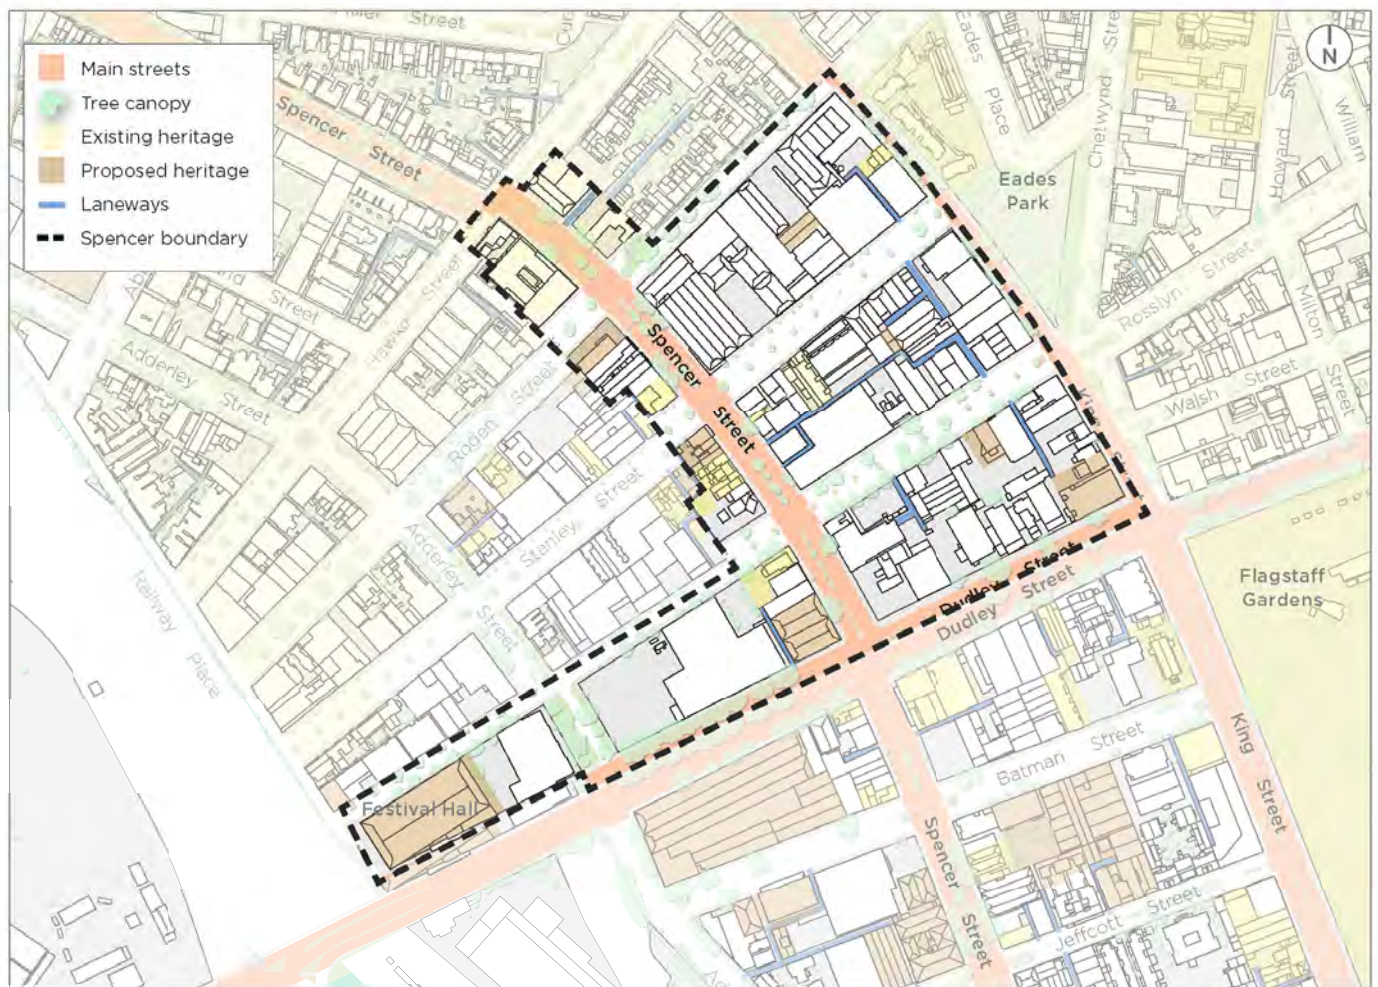 Main streets
Tree canopy
Existing heritage
Proposed heritage
Laneways
Spencer boundary
N
Street
Eades
Place
Chetwynd Stre
Howard
Street
William
Spencer
Street
Eades
Park
Street
Hawke
Street
Adderley
Street
Rosslyn
Street
Milton
Street
Walsh Street
Spencer
Street
King
Roden
Street
Stanley
Street
Adderley
Street
Railway
Place
Dudley Street
Dudley Street
Flagstaff
Gardens
Festival Hall
Batman Street
King
Street
Spencer
Street
Jeffcott Street